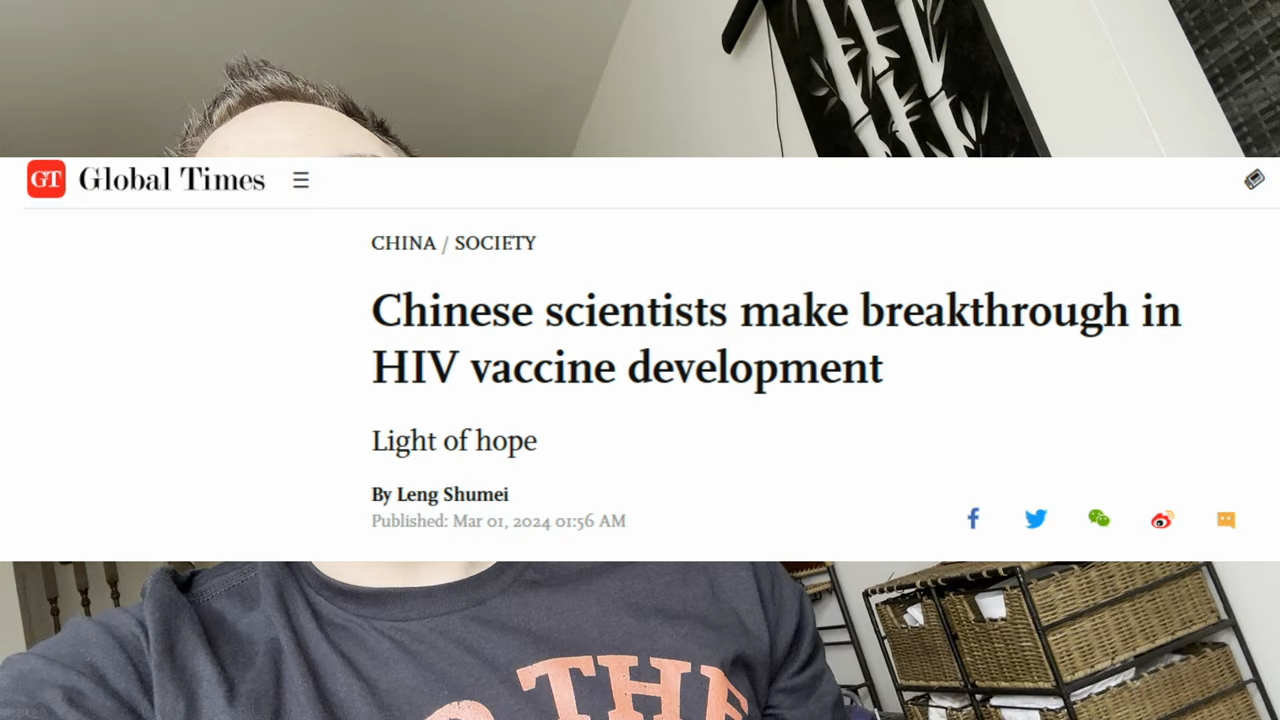 GT Global Times
CHINA / SOCIETY
Chinese scientists make breakthrough in
HIV vaccine development
Light of hope
By Leng Shumei
Published: Mar 01, 2024 01:56 AM
THE